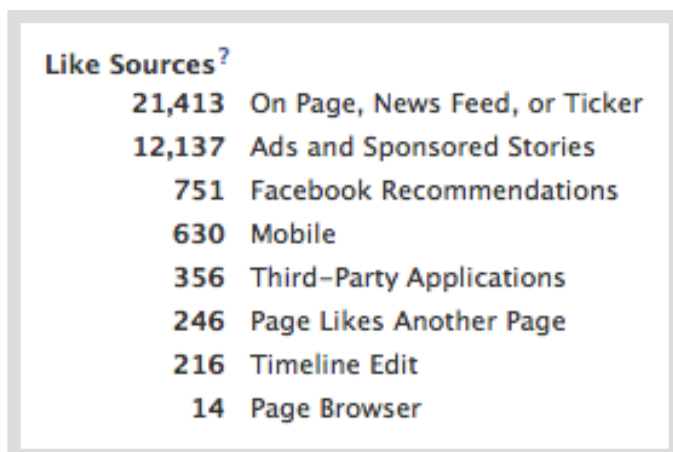 Like Sources?
21,413 On Page, News Feed, or Ticker
12,137 Ads and Sponsored Stories
751 Facebook Recommendations
630 Mobile
356 Third-Party Applications
246 Page Likes Another Page
216 Timeline Edit
14 Page Browser